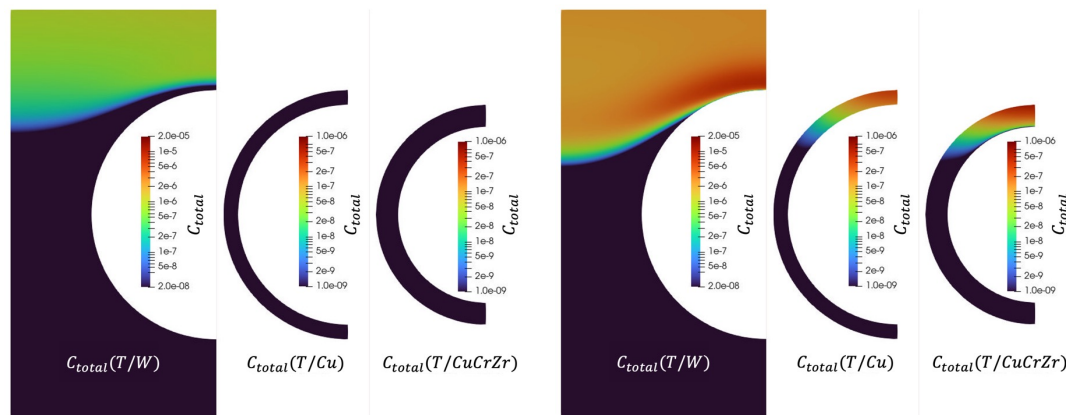 2.0e-05
1e-5
5e-6
2e-6
1e-6
5e-7
2e-7
1e-7
5e-8
2.0e-08
C_total
C_total(T/W)
1.0e-06
5e-7
2e-7
1e-7
5e-8
2e-8
1e-8
5e-9
2e-9
1.0e-09
C_total
C_total(T/Cu)
1.0e-06
5e-7
2e-7
1e-7
5e-8
2e-8
1e-8
5e-9
2e-9
1.0e-09
C_total
C_total(T/CuCrZr)
2.0e-05
1e-5
5e-6
2e-6
1e-6
5e-7
2e-7
1e-7
5e-8
2.0e-08
C_total
C_total(T/W)
1.0e-06
5e-7
2e-7
1e-7
5e-8
2e-8
1e-8
5e-9
2e-9
1.0e-09
C_total
C_total(T/Cu)
1.0e-06
5e-7
2e-7
1e-7
5e-8
2e-8
1e-8
5e-9
2e-9
1.0e-09
C_total
C_total(T/CuCrZr)